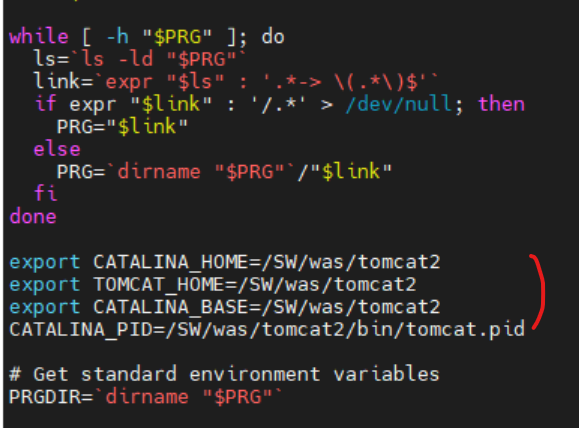 while [ -h "$PRG" ]; do
  ls=`ls -ld "$PRG"`
  link=`expr "$ls" : '.*-> \(.*\)$'`
  if expr "$link" : '/.*' > /dev/null; then
    PRG="$link"
  else
    PRG=`dirname "$PRG"`/"$link"
  fi
done
export CATALINA_HOME=/SW/was/tomcat2
export TOMCAT_HOME=/SW/was/tomcat2
export CATALINA_BASE=/SW/was/tomcat2
CATALINA_PID=/SW/was/tomcat2/bin/tomcat.pid
# Get standard environment variables
PRGDIR=`dirname "$PRG"`